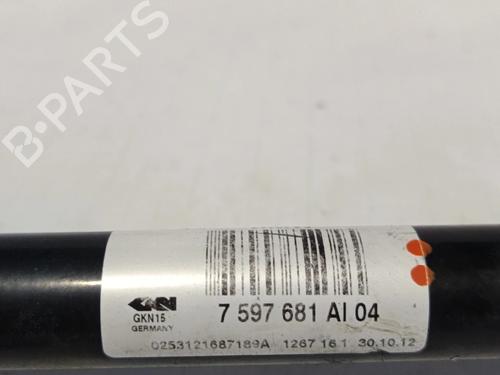 B-PARTS
GKN
GKN15
GERMANY
7 597 681 AI 04
0253121687189A 1267 16 1 30.10.12